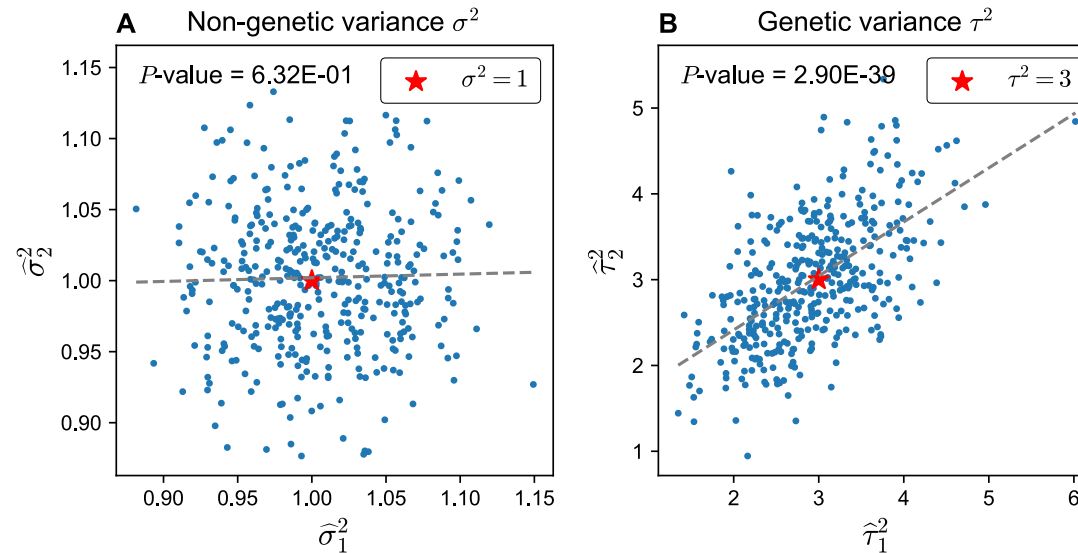 A Non-genetic variance σ²
P-value = 6.32E-01
σ² = 1
1.15
1.10
1.05
1.00
0.95
0.90
σ̂₂²
0.90 0.95 1.00 1.05 1.10 1.15
σ̂₁²
B Genetic variance τ²
P-value = 2.90E-39
τ² = 3
5
4
3
2
1
τ̂₂²
2 3 4 5 6
τ̂₁²